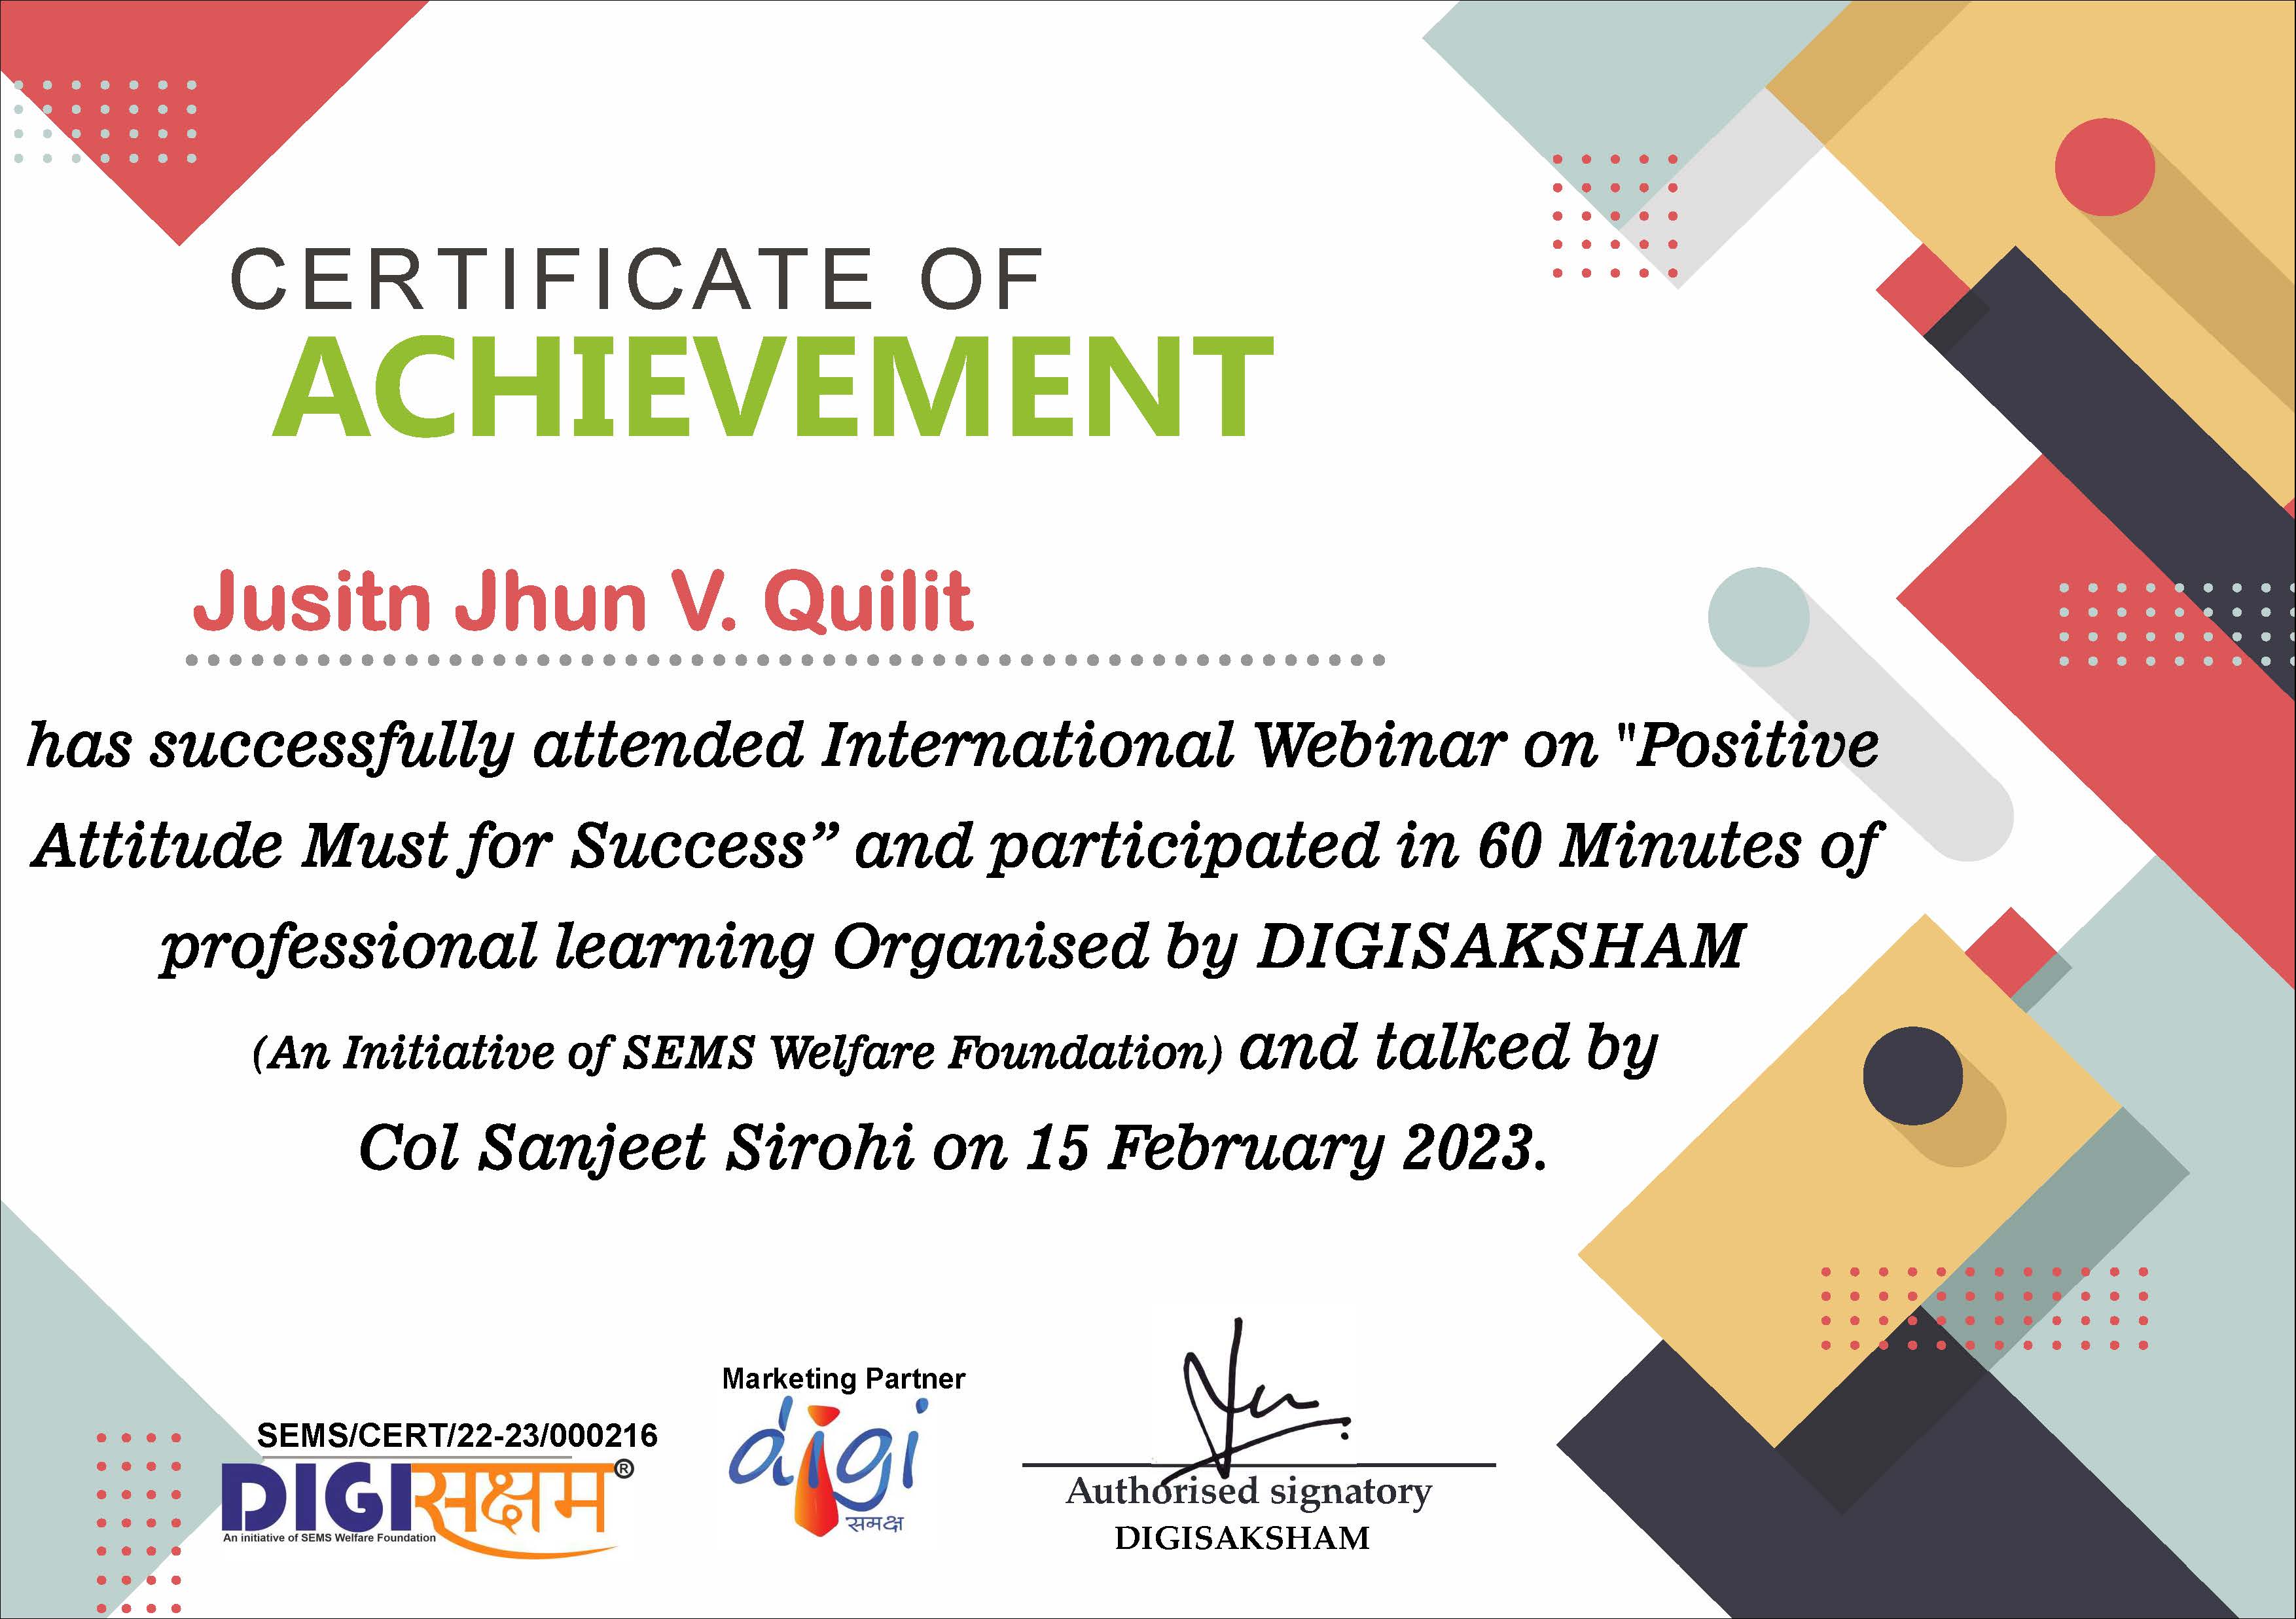 CERTIFICATE OF
ACHIEVEMENT
Jusitn Jhun V. Quilit
has successfully attended International Webinar on "Positive
Attitude Must for Success” and participated in 60 Minutes of
professional learning Organised by DIGISAKSHAM
(An Initiative of SEMS Welfare Foundation) and talked by
Col Sanjeet Sirohi on 15 February 2023.
Marketing Partner
digi
समक्ष
SEMS/CERT/22-23/000216
DIGIसक्षम®
An initiative of SEMS Welfare Foundation
Authorised signatory
DIGISAKSHAM